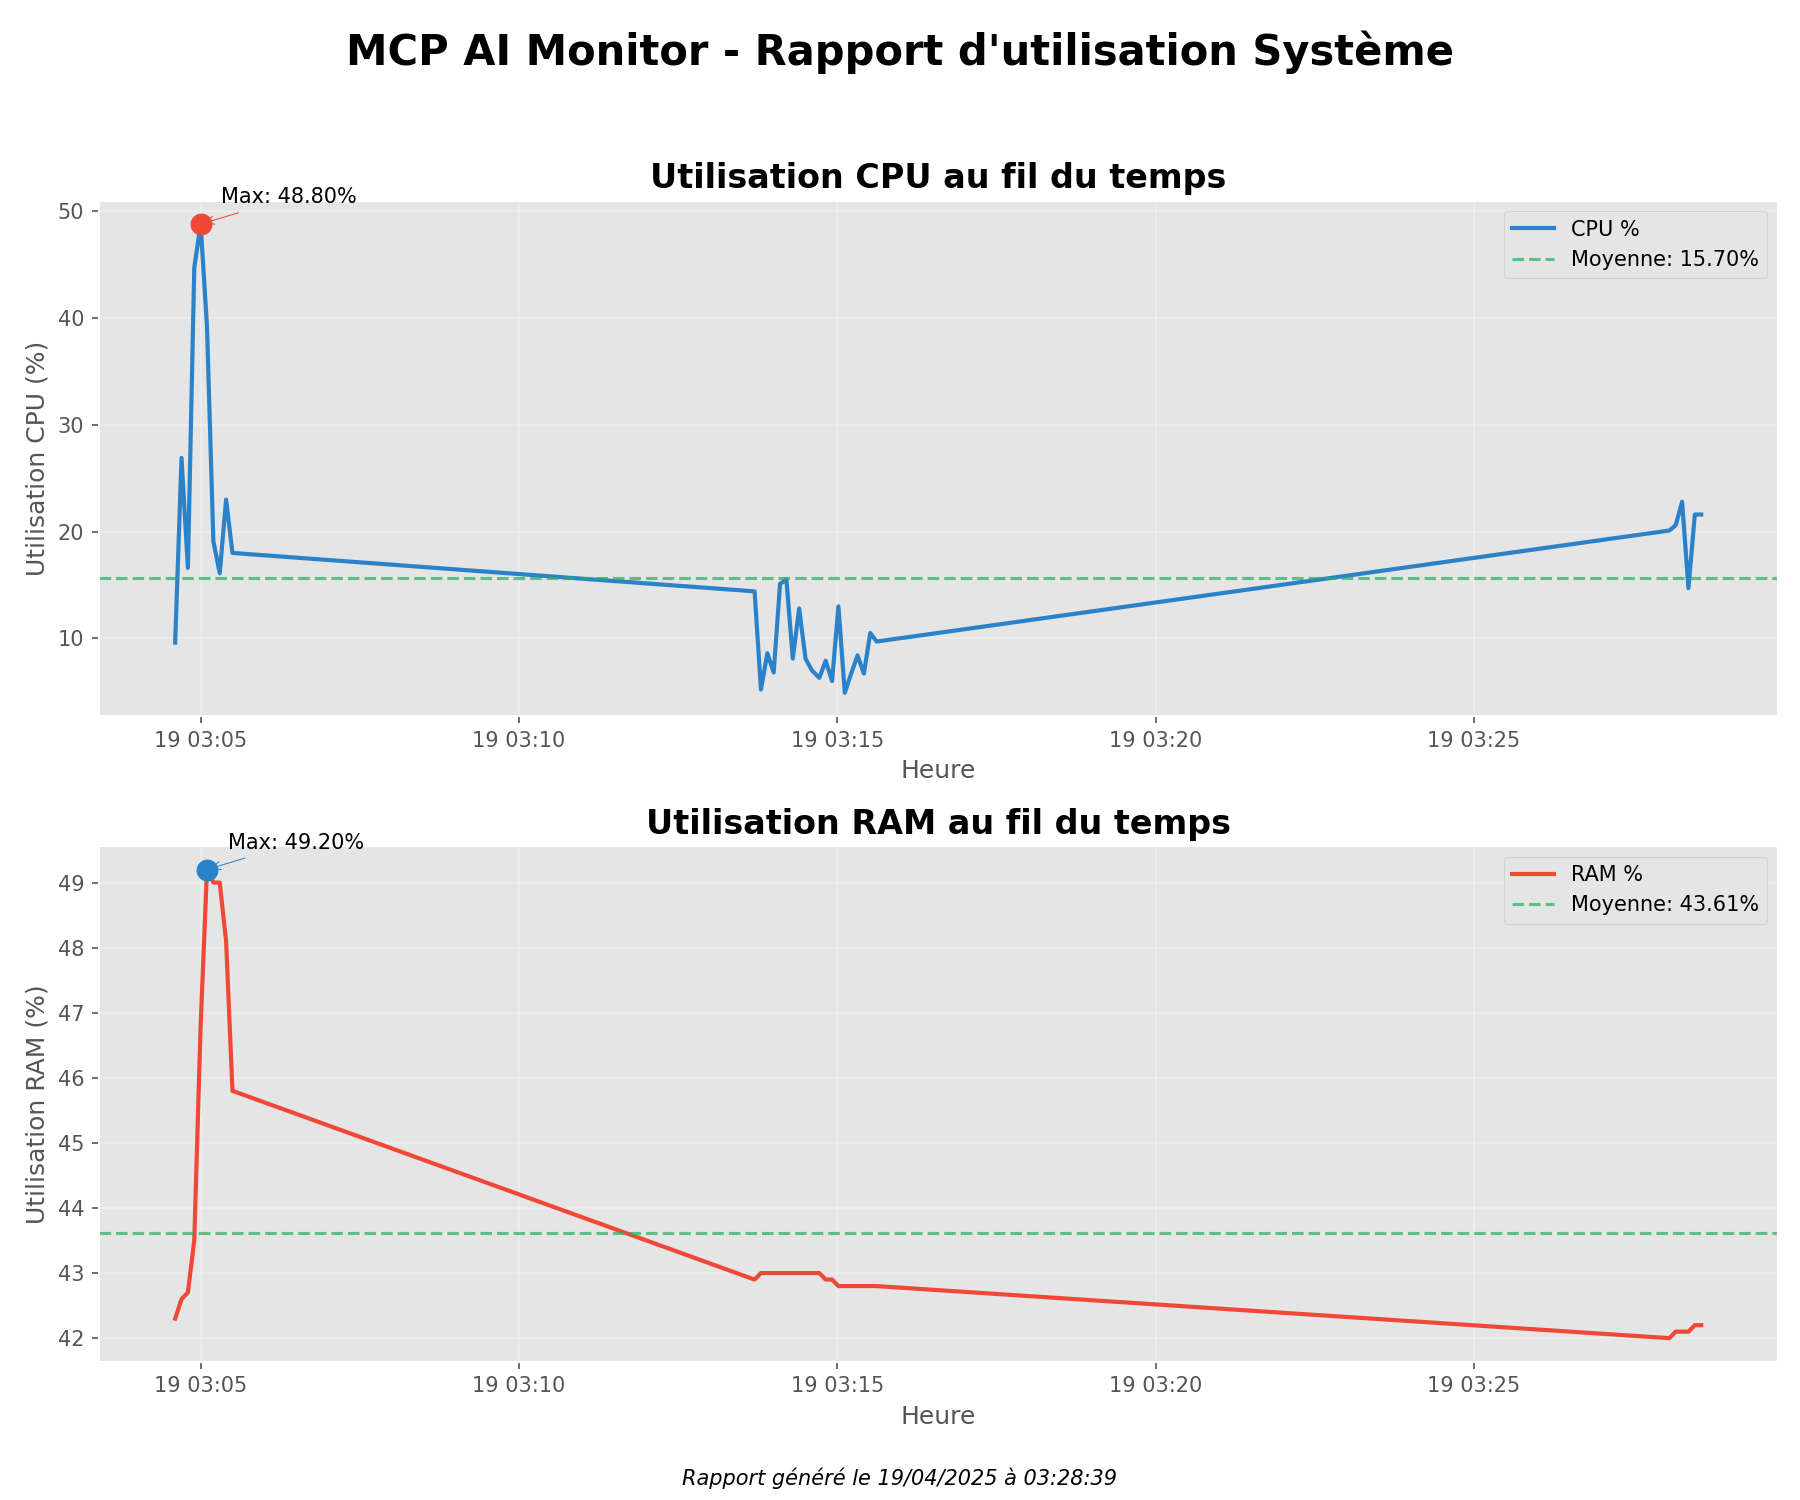 MCP AI Monitor - Rapport d'utilisation Système
Utilisation CPU au fil du temps
Max: 48.80%
CPU %
Moyenne: 15.70%
Utilisation CPU (%)
50
40
30
20
10
19 03:05
19 03:10
19 03:15
19 03:20
19 03:25
Heure
Utilisation RAM au fil du temps
Max: 49.20%
RAM %
Moyenne: 43.61%
Utilisation RAM (%)
49
48
47
46
45
44
43
42
19 03:05
19 03:10
19 03:15
19 03:20
19 03:25
Heure
Rapport généré le 19/04/2025 à 03:28:39